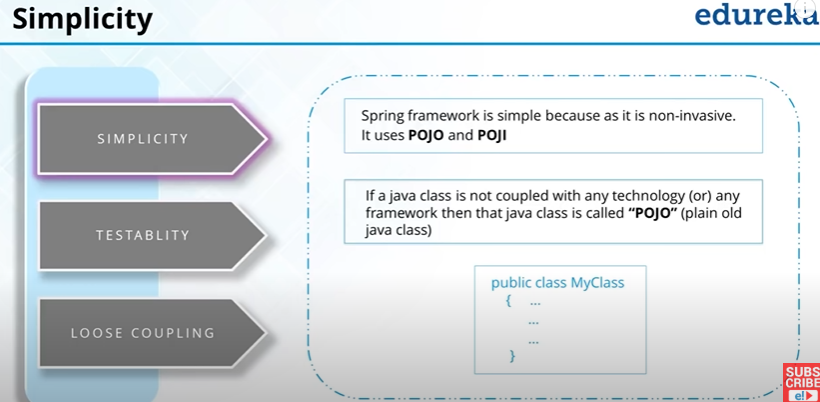 Simplicity
edureka
SIMPLICITY
Spring framework is simple because as it is non-invasive.
It uses POJO and POJI
If a java class is not coupled with any technology (or) any
framework then that java class is called “POJO” (plain old
java class)
TESTABLITY
public class MyClass
{ ...
...
...
}
LOOSE COUPLING
SUBS
CRIBE
e!